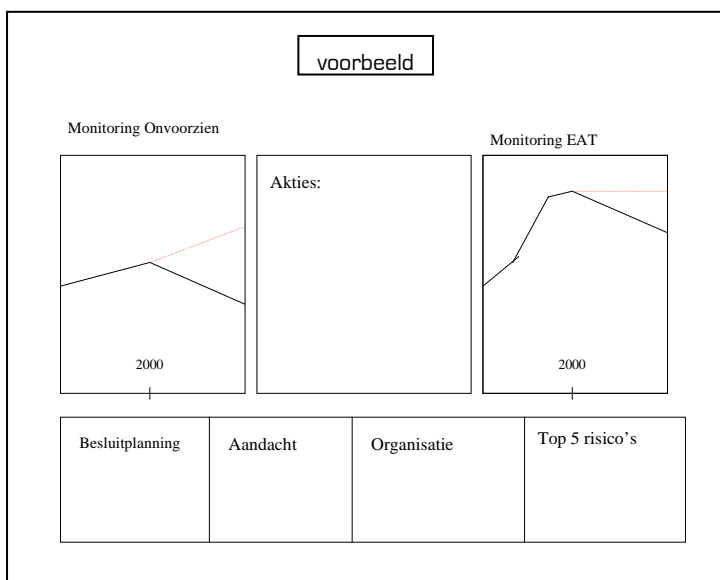 voorbeeld
Monitoring Onvoorzien
Monitoring EAT
Akties:
2000
2000
Besluitplanning
Aandacht
Organisatie
Top 5 risico’s